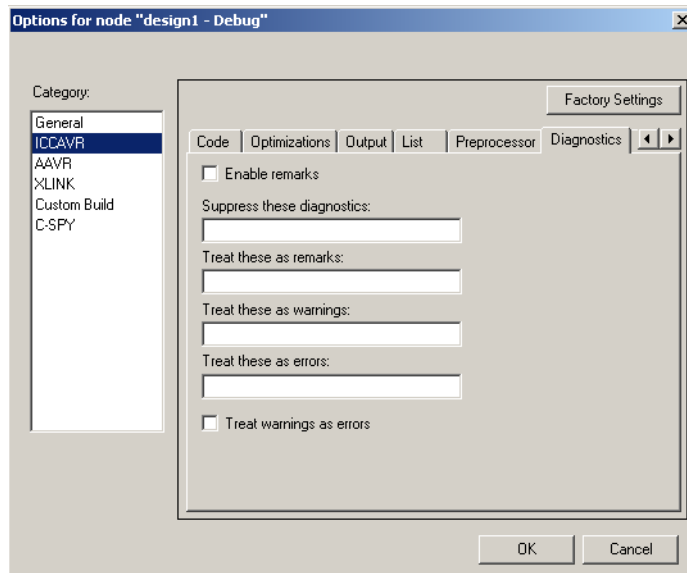 Options for node "design1 - Debug"
Category:
General
ICCAVR
AAVR
XLINK
Custom Build
C-SPY
Factory Settings
Code Optimizations Output List Preprocessor Diagnostics
Enable remarks
Suppress these diagnostics:
Treat these as remarks:
Treat these as warnings:
Treat these as errors:
Treat warnings as errors
OK Cancel